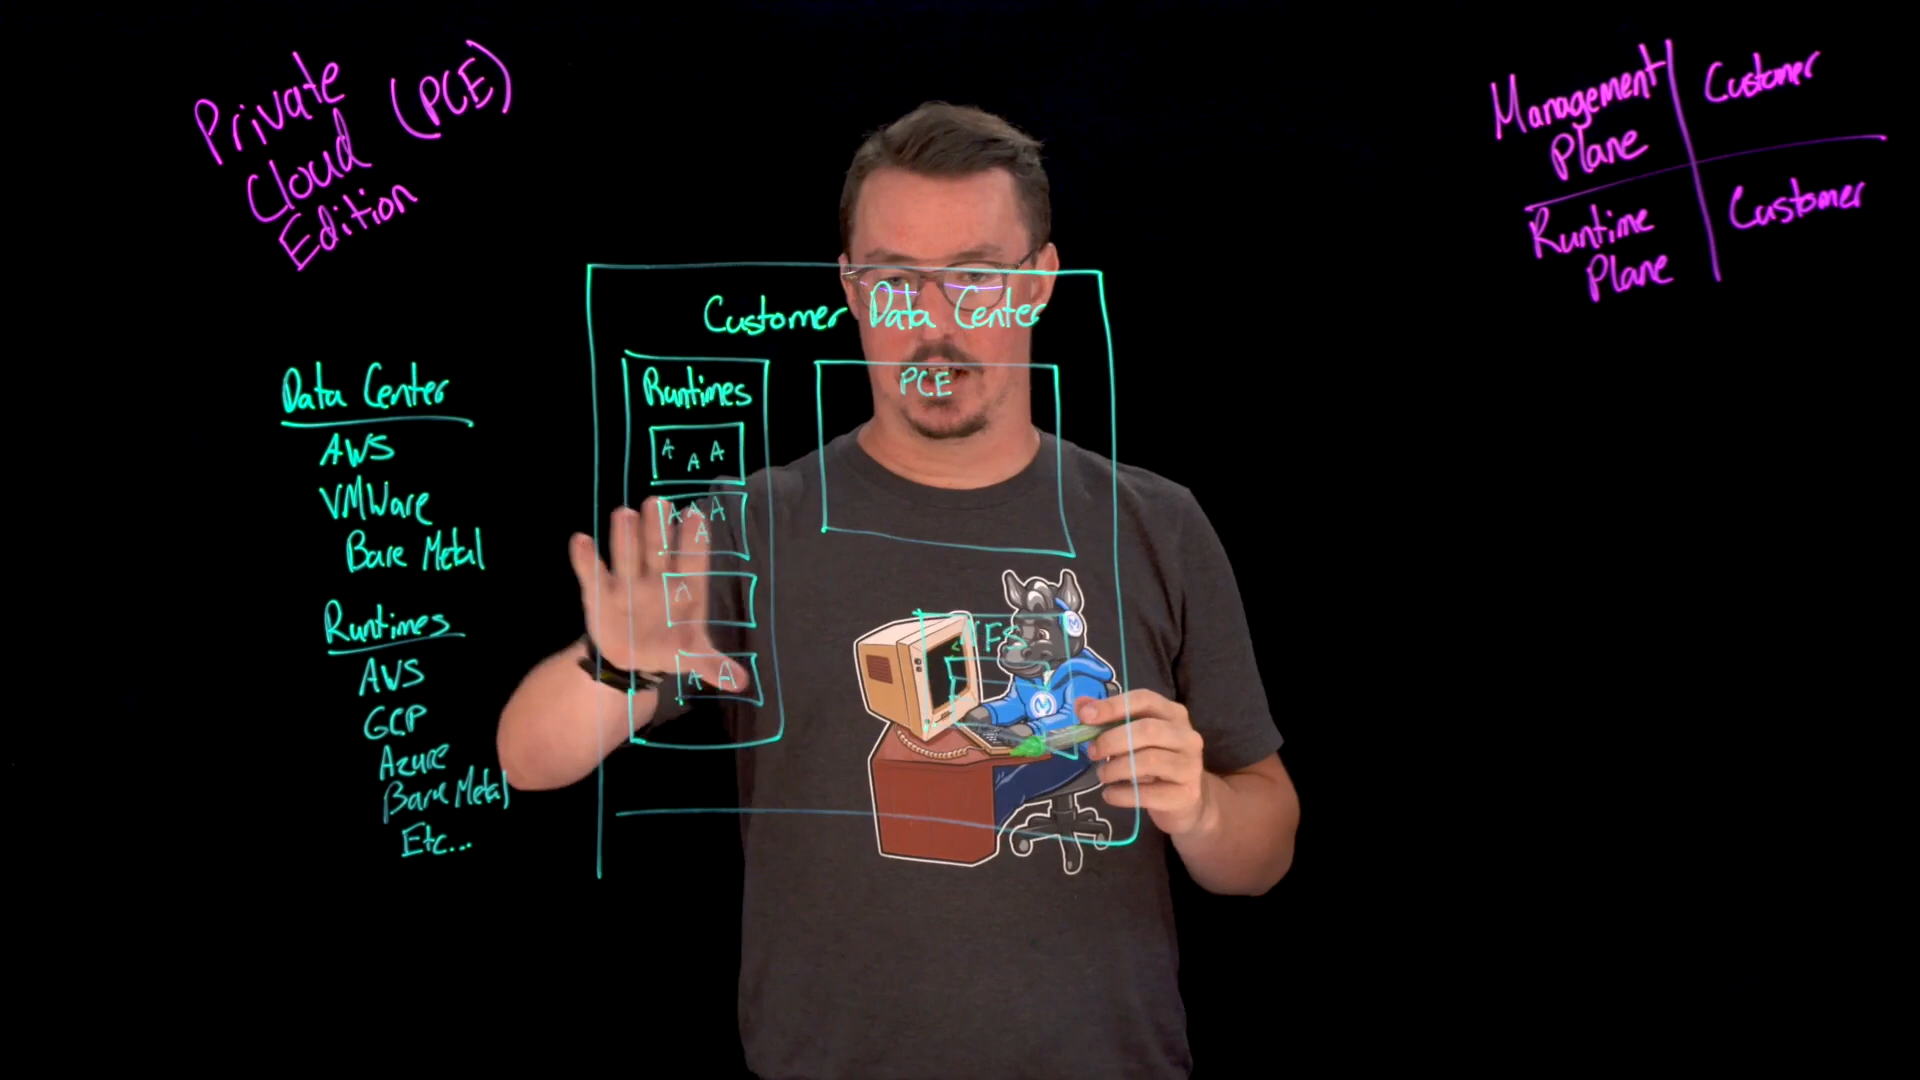 Private
Cloud (PCE)
Edition
Management Plane
Customer
Runtime Plane
Customer
Customer Data Center
Runtimes
A A A
A A A
A
A
A A
PCE
Data Center
AWS
VMWare
Bare Metal
Runtimes
AWS
GCP
Azure
Bare Metal
Etc...